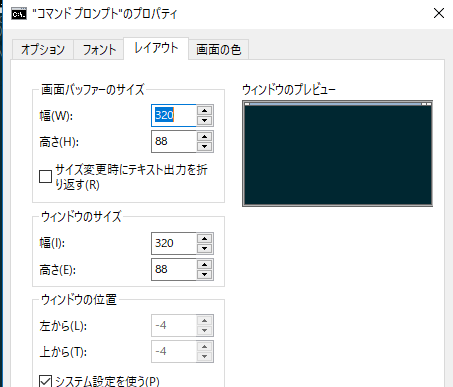 "コマンド プロンプト"のプロパティ
オプション フォント レイアウト 画面の色
画面バッファーのサイズ
幅(W): 320
高さ(H): 88
サイズ変更時にテキスト出力を折
り返す(R)
ウィンドウのサイズ
幅(I): 320
高さ(E): 88
ウィンドウの位置
左から(L): -4
上から(T): -4
システム設定を使う(P)
ウィンドウのプレビュー